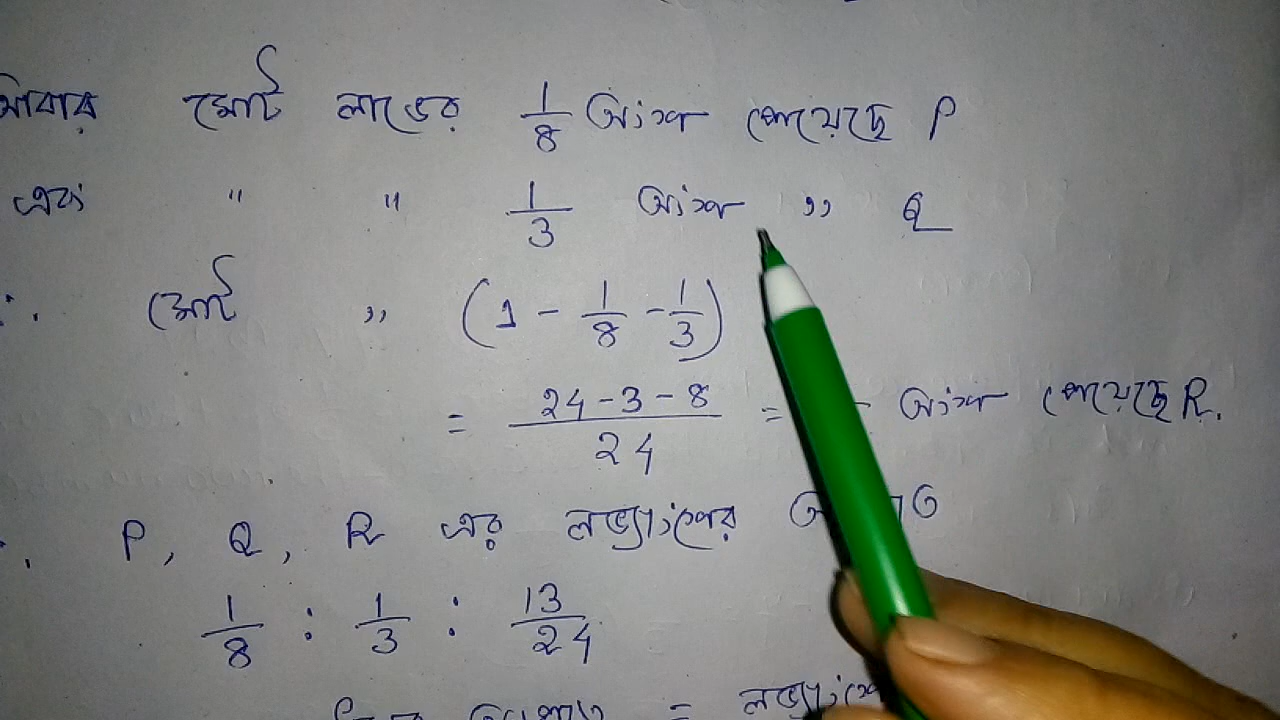 আবার মোট লাভের 1/8 অংশ পেয়েছে P
এবং " " 1/3 অংশ ,, Q
∴ মোট ,, (1 - 1/8 - 1/3)
= (24 - 3 - 8)/24 = অংশ পেয়েছে R.
∴ P, Q, R এর লভ্যাংশের
1/8 : 1/3 : 13/24
= লভ্যাংশ